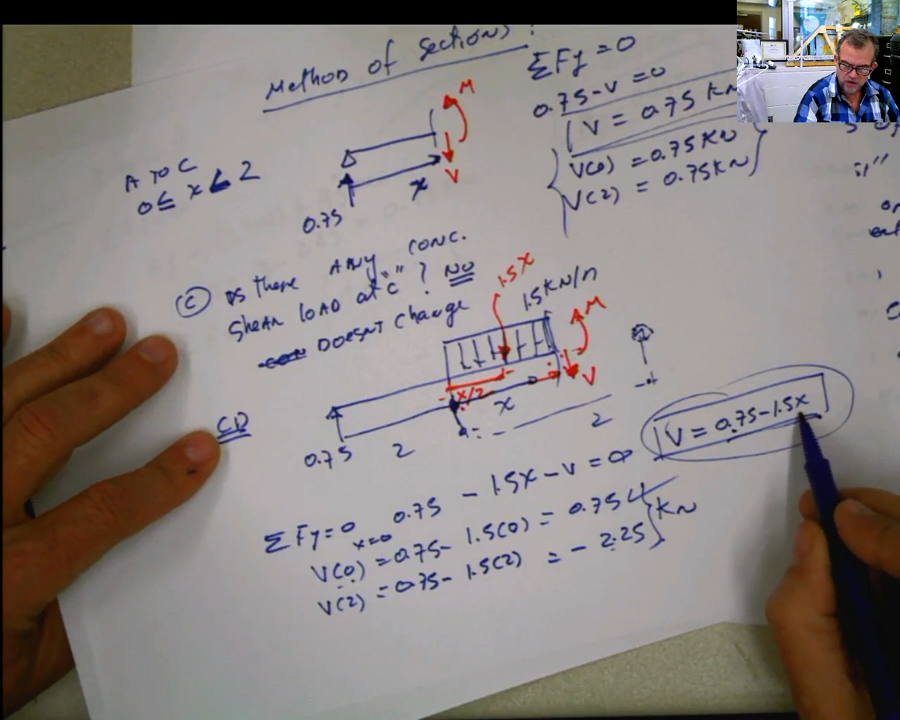 Method of Sections:
ΣFy = 0
0.75 - V = 0
V = 0.75 KN
V(0) = 0.75 KN
V(2) = 0.75 KN
A TO C
0 ≤ x ≤ 2
M
V
x
0.75
(C) is there ANY conc.
Shear LOAD at "C" ? NO
DOESN'T Change
1.5x
1.5 KN/m
M
V
x/2
x
CD
0.75
2
2
V = 0.75-1.5x
ΣFy=0 0.75 - 1.5x - V = 0
x=0
V(0) = 0.75 - 1.5(0) = 0.75
V(2) = 0.75 - 1.5(2) = - 2.25
KN